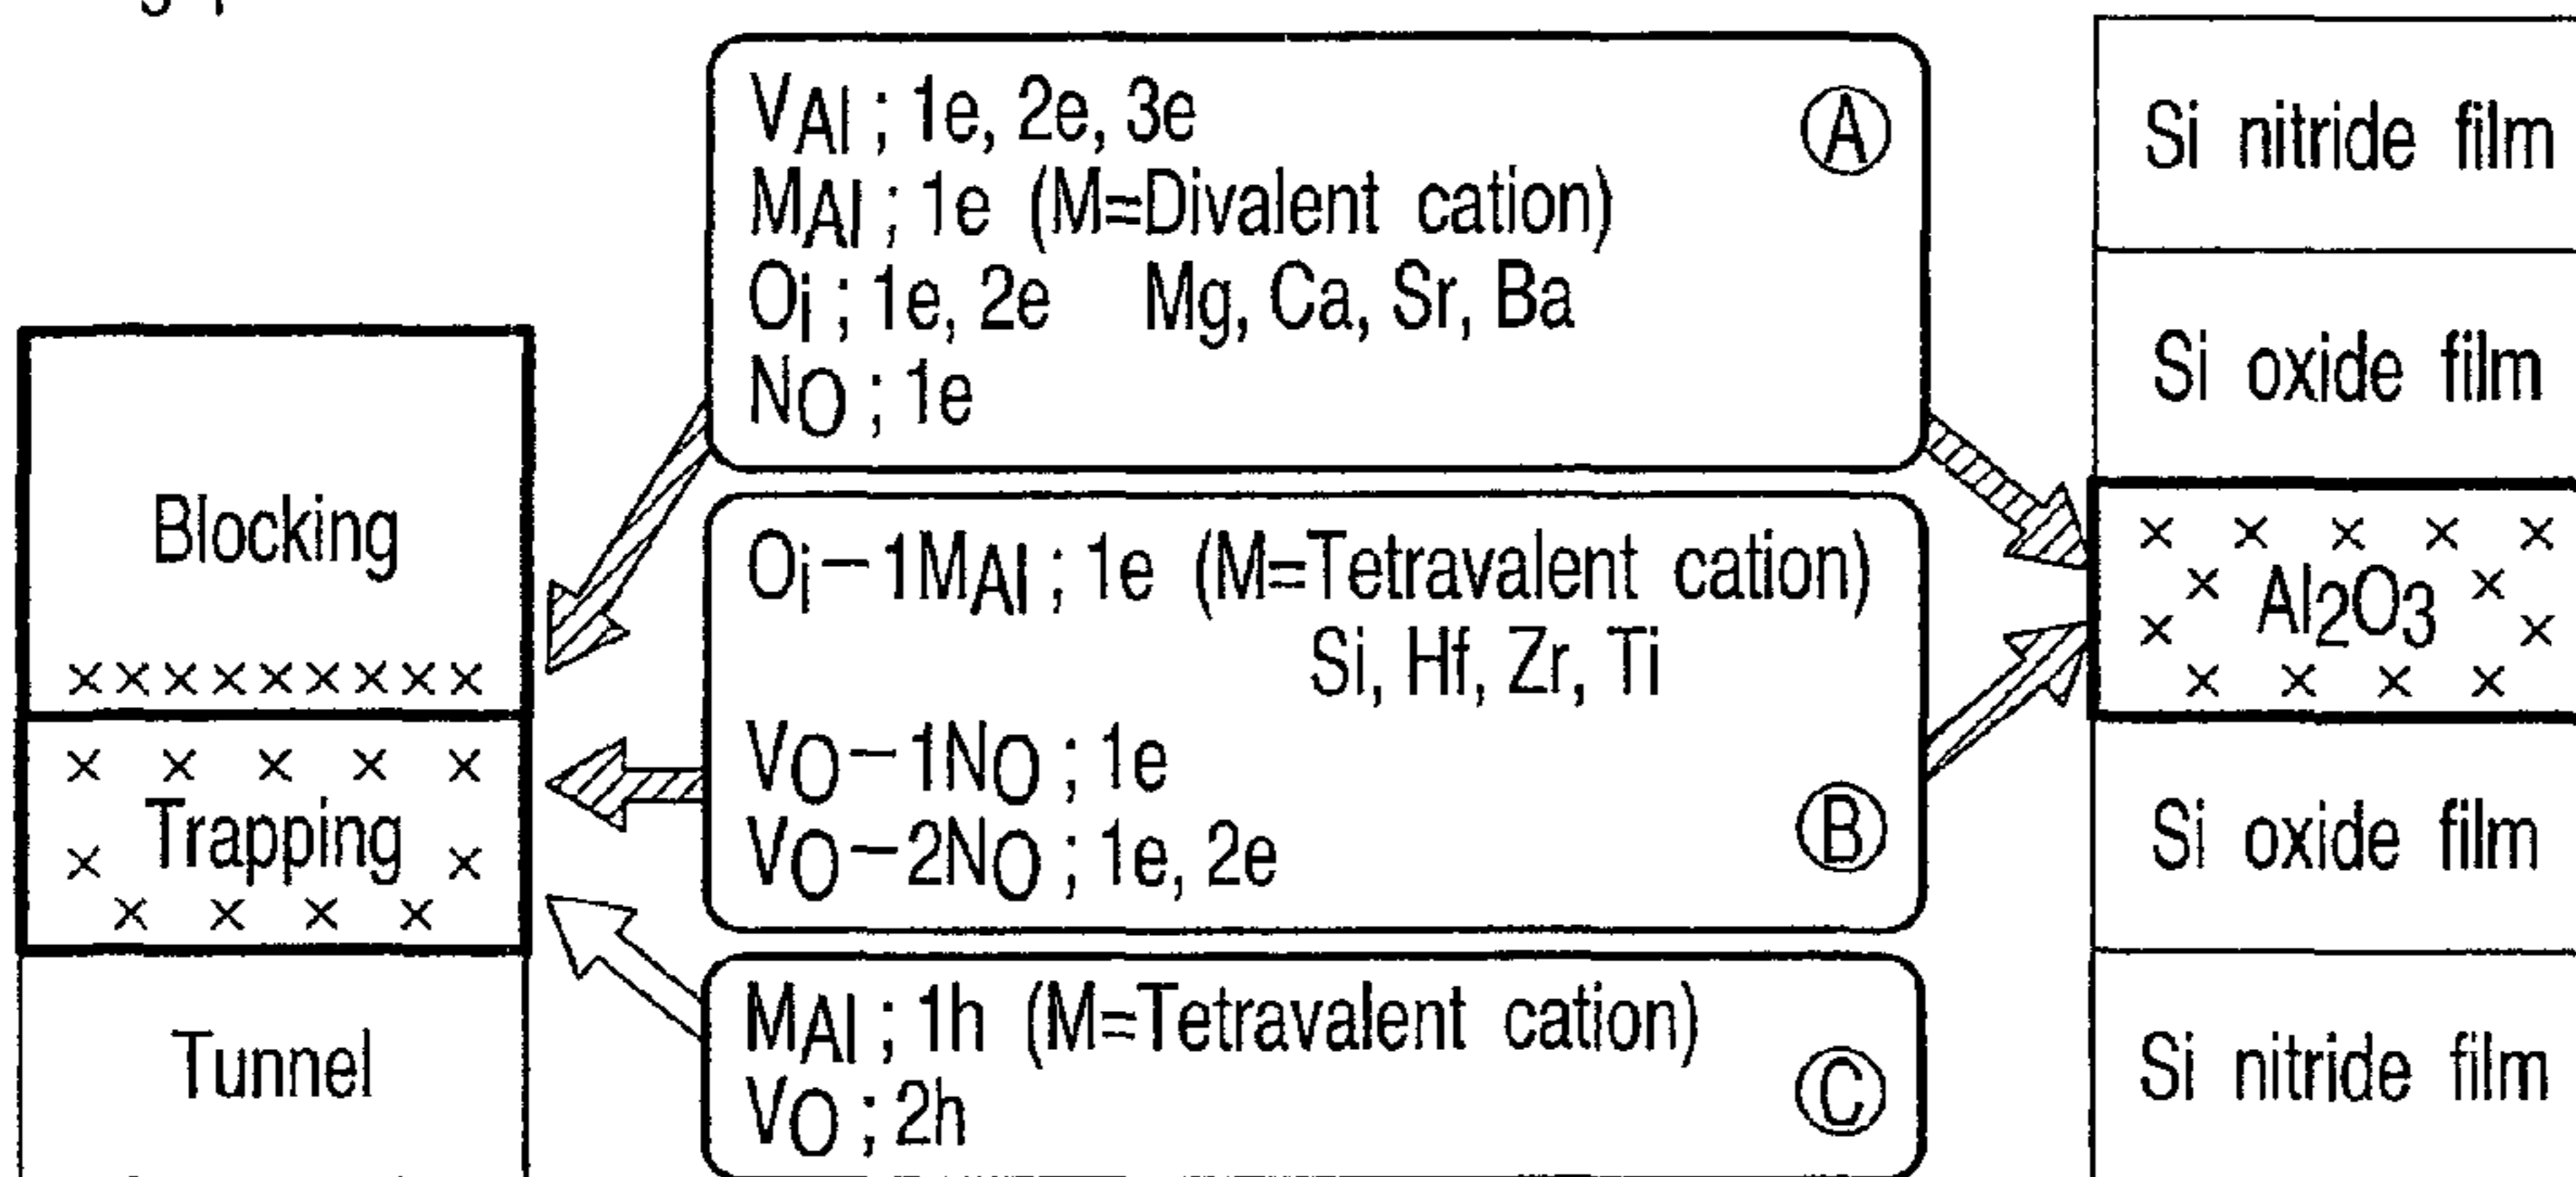 Blocking
Trapping
Tunnel
VAl ; 1e, 2e, 3e
Ⓐ
MAl ; 1e (M=Divalent cation)
Oi ; 1e, 2e Mg, Ca, Sr, Ba
NO ; 1e
Oi−1MAl ; 1e (M=Tetravalent cation)
Si, Hf, Zr, Ti
VO−1NO ; 1e
VO−2NO ; 1e, 2e
Ⓑ
MAl ; 1h (M=Tetravalent cation)
VO ; 2h
Ⓒ
Si nitride film
Si oxide film
Al2O3
Si oxide film
Si nitride film